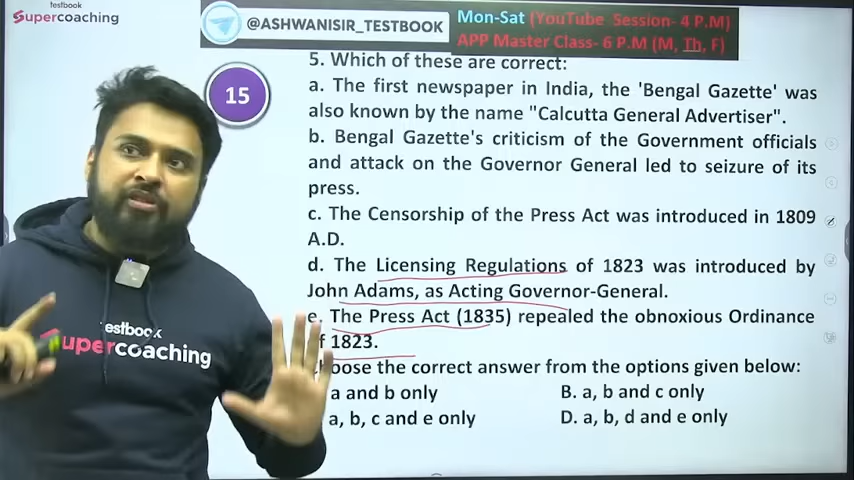 testbook
Supercoaching
@ASHWANISIR_TESTBOOK
Mon-Sat (YouTube Session- 4 P.M)
APP Master Class- 6 P.M (M, Th, F)
15
5. Which of these are correct:
a. The first newspaper in India, the 'Bengal Gazette' was
also known by the name "Calcutta General Advertiser".
b. Bengal Gazette's criticism of the Government officials
and attack on the Governor General led to seizure of its
press.
c. The Censorship of the Press Act was introduced in 1809
A.D.
d. The Licensing Regulations of 1823 was introduced by
John Adams, as Acting Governor-General.
e. The Press Act (1835) repealed the obnoxious Ordinance
f 1823.
hoose the correct answer from the options given below:
a and b only
B. a, b and c only
a, b, c and e only
D. a, b, d and e only
estbook
upercoaching